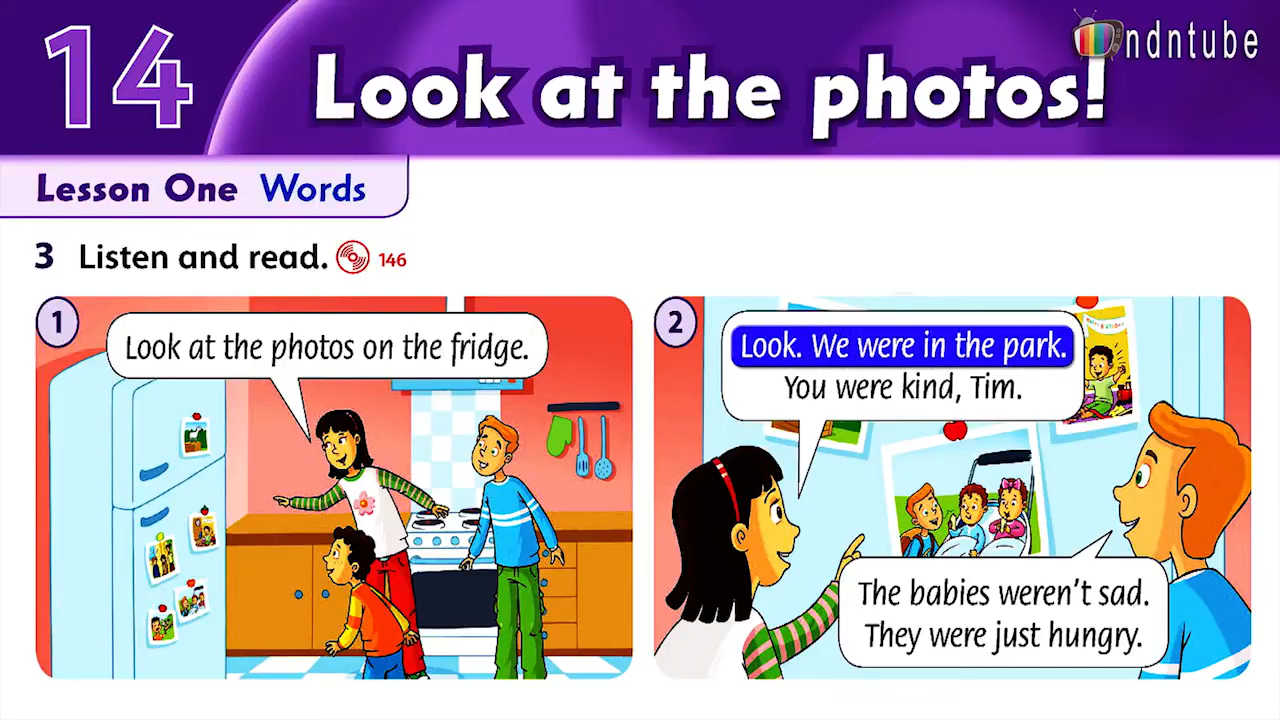 14
Look at the photos!
ndntube
Lesson One Words
3 Listen and read. 146
1
Look at the photos on the fridge.
2
Look. We were in the park.
You were kind, Tim.
HAPPY BIRTHDAY
The babies weren't sad.
They were just hungry.